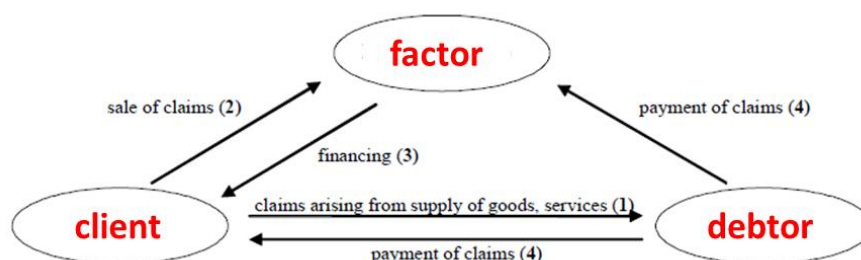 factor
sale of claims (2)
payment of claims (4)
financing (3)
claims arising from supply of goods, services (1)
client
debtor
payment of claims (4)